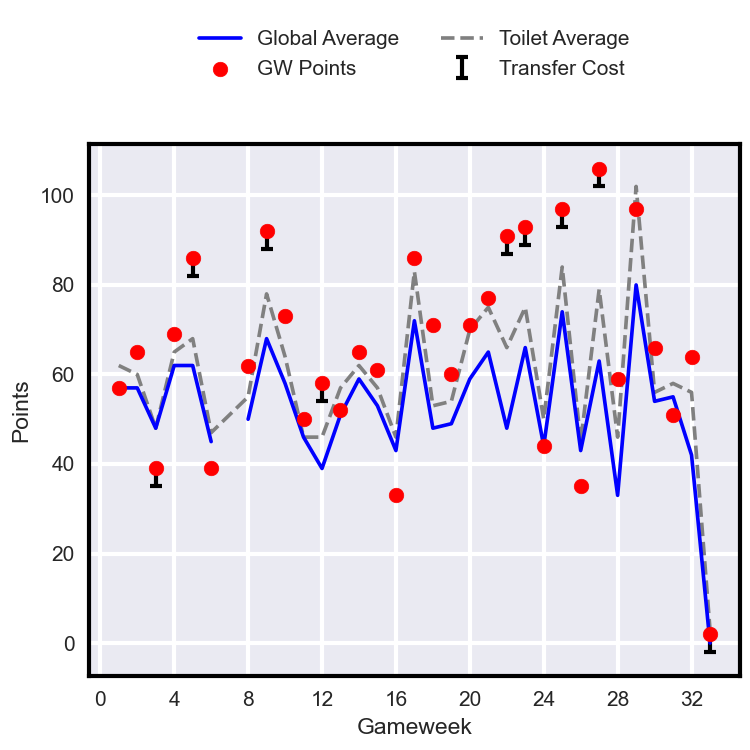 Global Average
GW Points
Toilet Average
Transfer Cost
Points
100
80
60
40
20
0
0 4 8 12 16 20 24 28 32
Gameweek